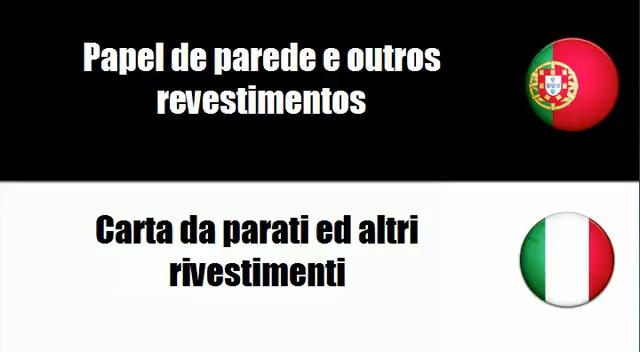 Papel de parede e outros
revestimentos
Carta da parati ed altri
rivestimenti